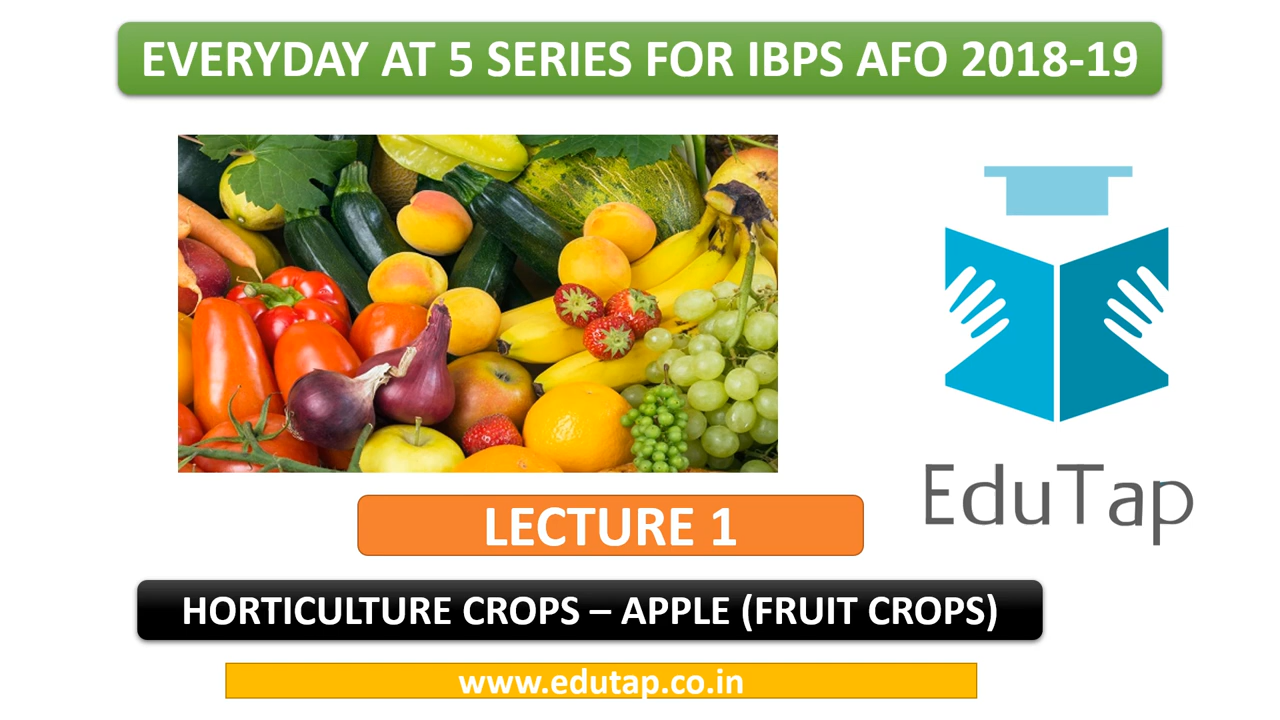 EVERYDAY AT 5 SERIES FOR IBPS AFO 2018-19
EduTap
LECTURE 1
HORTICULTURE CROPS – APPLE (FRUIT CROPS)
www.edutap.co.in